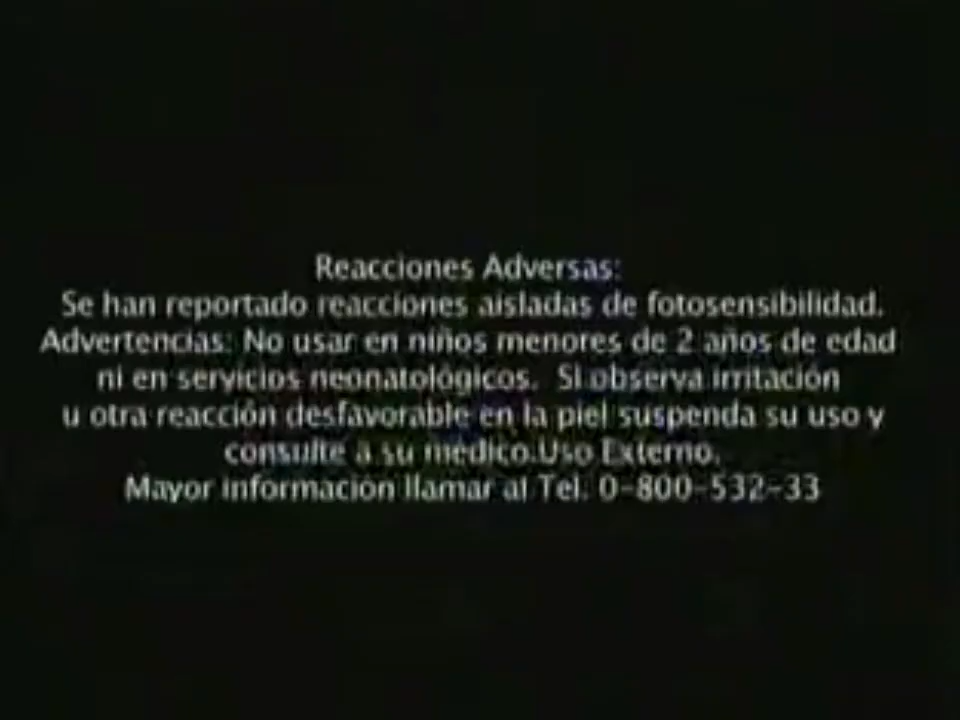 Reacciones Adversas:
Se han reportado reacciones aisladas de fotosensibilidad.
Advertencias: No usar en niños menores de 2 años de edad
ni en servicios neonatológicos. Si observa irritación
u otra reacción desfavorable en la piel suspenda su uso y
consulte a su médico.Uso Externo.
Mayor información llamar al Tel. 0-800-532-33